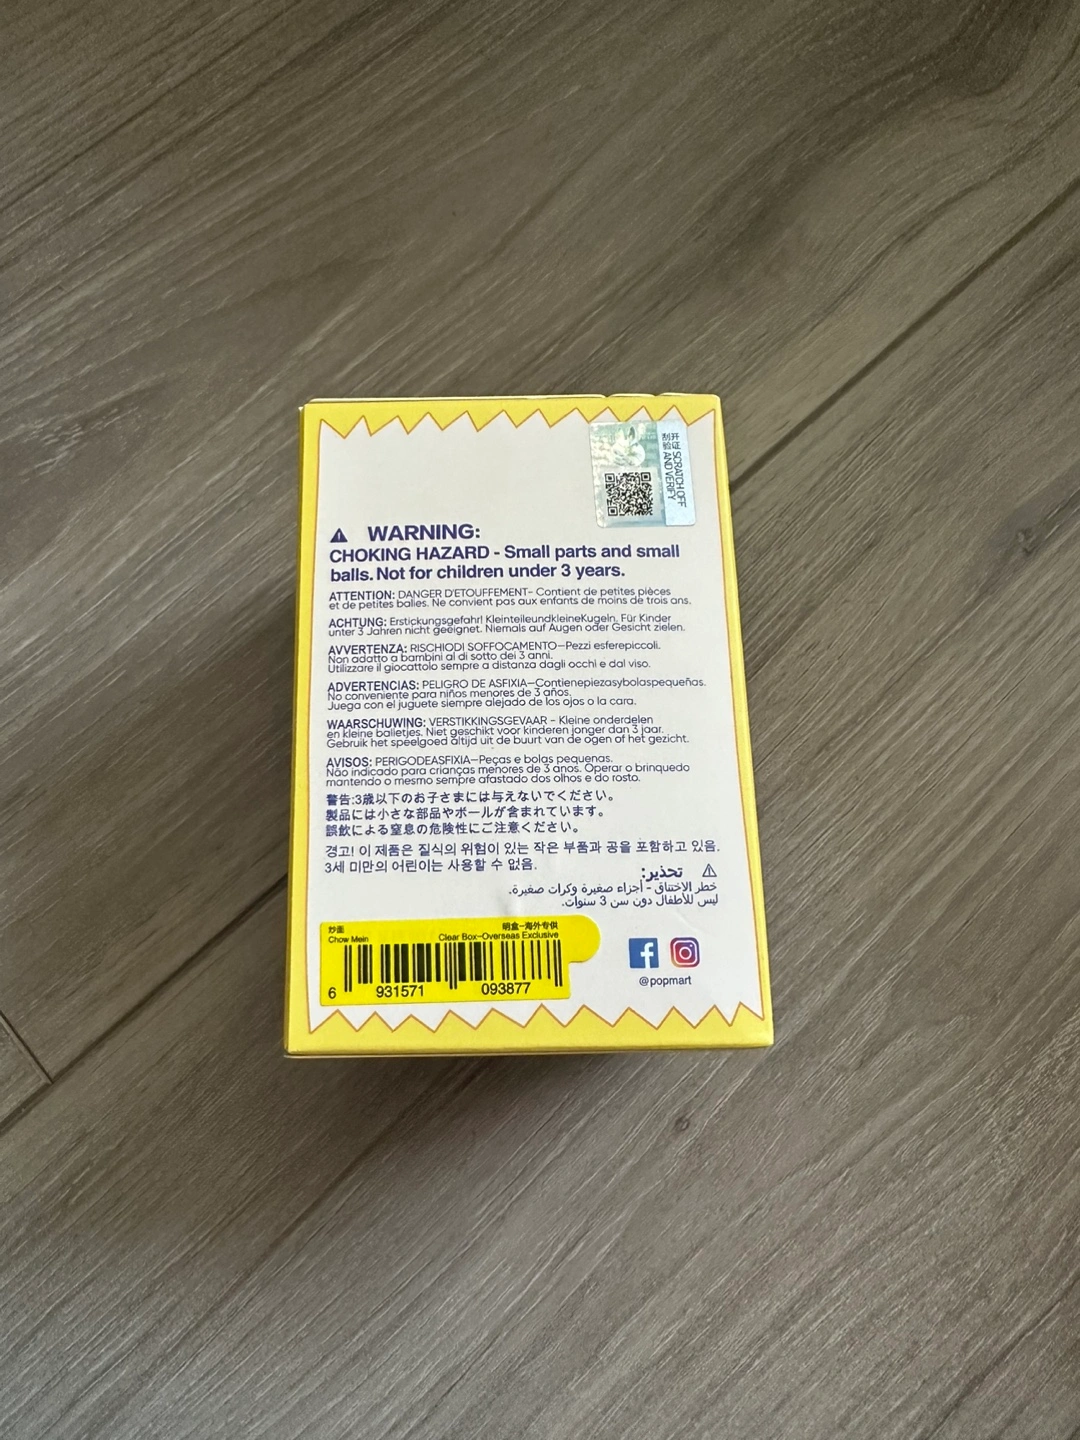 刮开
验证
SCRATCH OFF
AND VERIFY
WARNING:
CHOKING HAZARD - Small parts and small
balls. Not for children under 3 years.
ATTENTION: DANGER D'ETOUFFEMENT- Contient de petites pièces
et de petites balles. Ne convient pas aux enfants de moins de trois ans.
ACHTUNG: Erstickungsgefahr! KleinteileundkleineKugeln. Für Kinder
unter 3 Jahren nicht geeignet. Niemals auf Augen oder Gesicht zielen.
AVVERTENZA: RISCHIODI SOFFOCAMENTO—Pezzi esferepiccoli.
Non adatto a bambini al di sotto dei 3 anni.
Utilizzare il giocattolo sempre a distanza dagli occhi e dal viso.
ADVERTENCIAS: PELIGRO DE ASFIXIA—Contienepiezasybolaspequeñas.
No conveniente para niños menores de 3 años.
Juega con el juguete siempre alejado de los ojos o la cara.
WAARSCHUWING: VERSTIKKINGSGEVAAR - Kleine onderdelen
en kleine balletjes. Niet geschikt voor kinderen jonger dan 3 jaar.
Gebruik het speelgoed altijd uit de buurt van de ogen of het gezicht.
AVISOS: PERIGODEASFIXIA—Peças e bolas pequenas.
Não indicado para crianças menores de 3 anos. Operar o brinquedo
mantendo o mesmo sempre afastado dos olhos e do rosto.
警告:3歳以下のお子さまには与えないでください。
製品には小さな部品やボールが含まれています。
誤飲による窒息の危険性にご注意ください。
경고! 이 제품은 질식의 위험이 있는 작은 부품과 공을 포함하고 있음.
3세 미만의 어린이는 사용할 수 없음.
تحذير:
خطر الاختناق - أجزاء صغيرة وكرات صغيرة.
ليس للأطفال دون سن 3 سنوات.
炒面 明盒-海外专供
Chow Mein Clear Box-Overseas Exclusive
6 931571 093877
@popmart